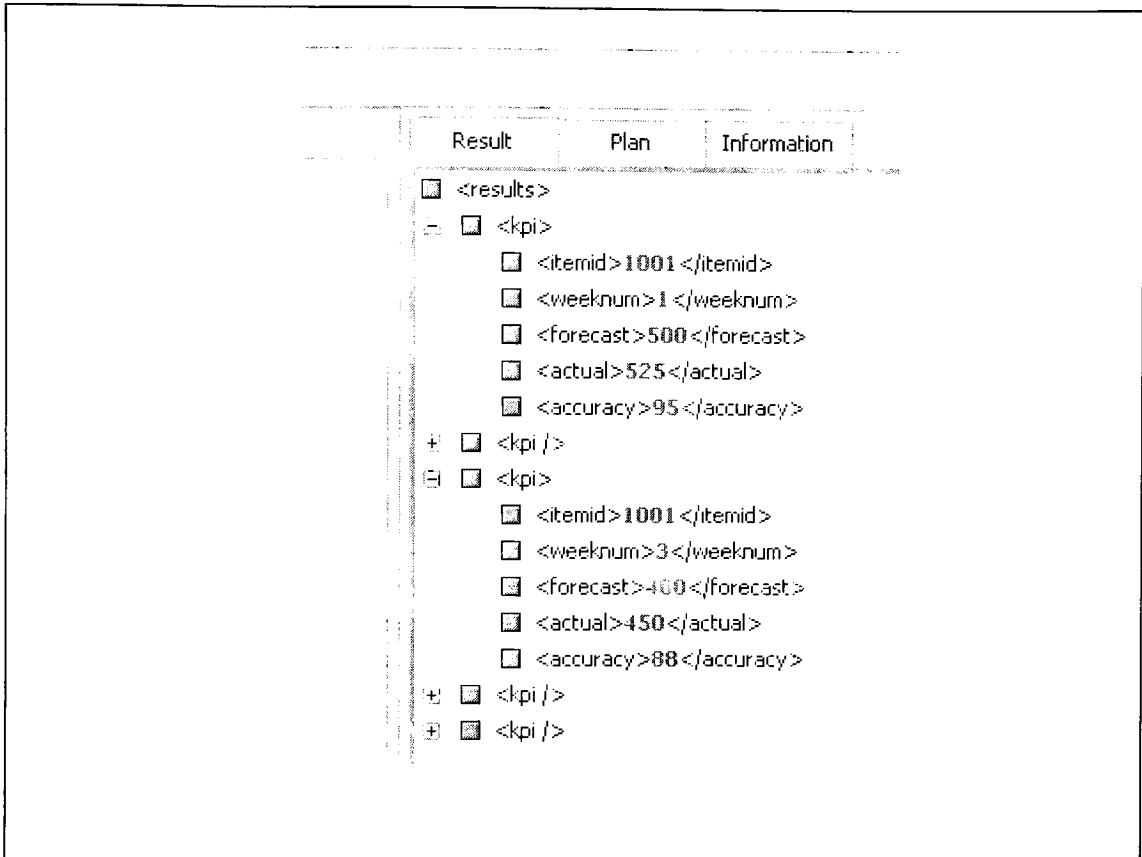 Result Plan Information
<results>
<kpi>
<itemid>1001</itemid>
<weeknum>1</weeknum>
<forecast>500</forecast>
<actual>525</actual>
<accuracy>95</accuracy>
<kpi />
<kpi>
<itemid>1001</itemid>
<weeknum>3</weeknum>
<forecast>400</forecast>
<actual>450</actual>
<accuracy>88</accuracy>
<kpi />
<kpi />